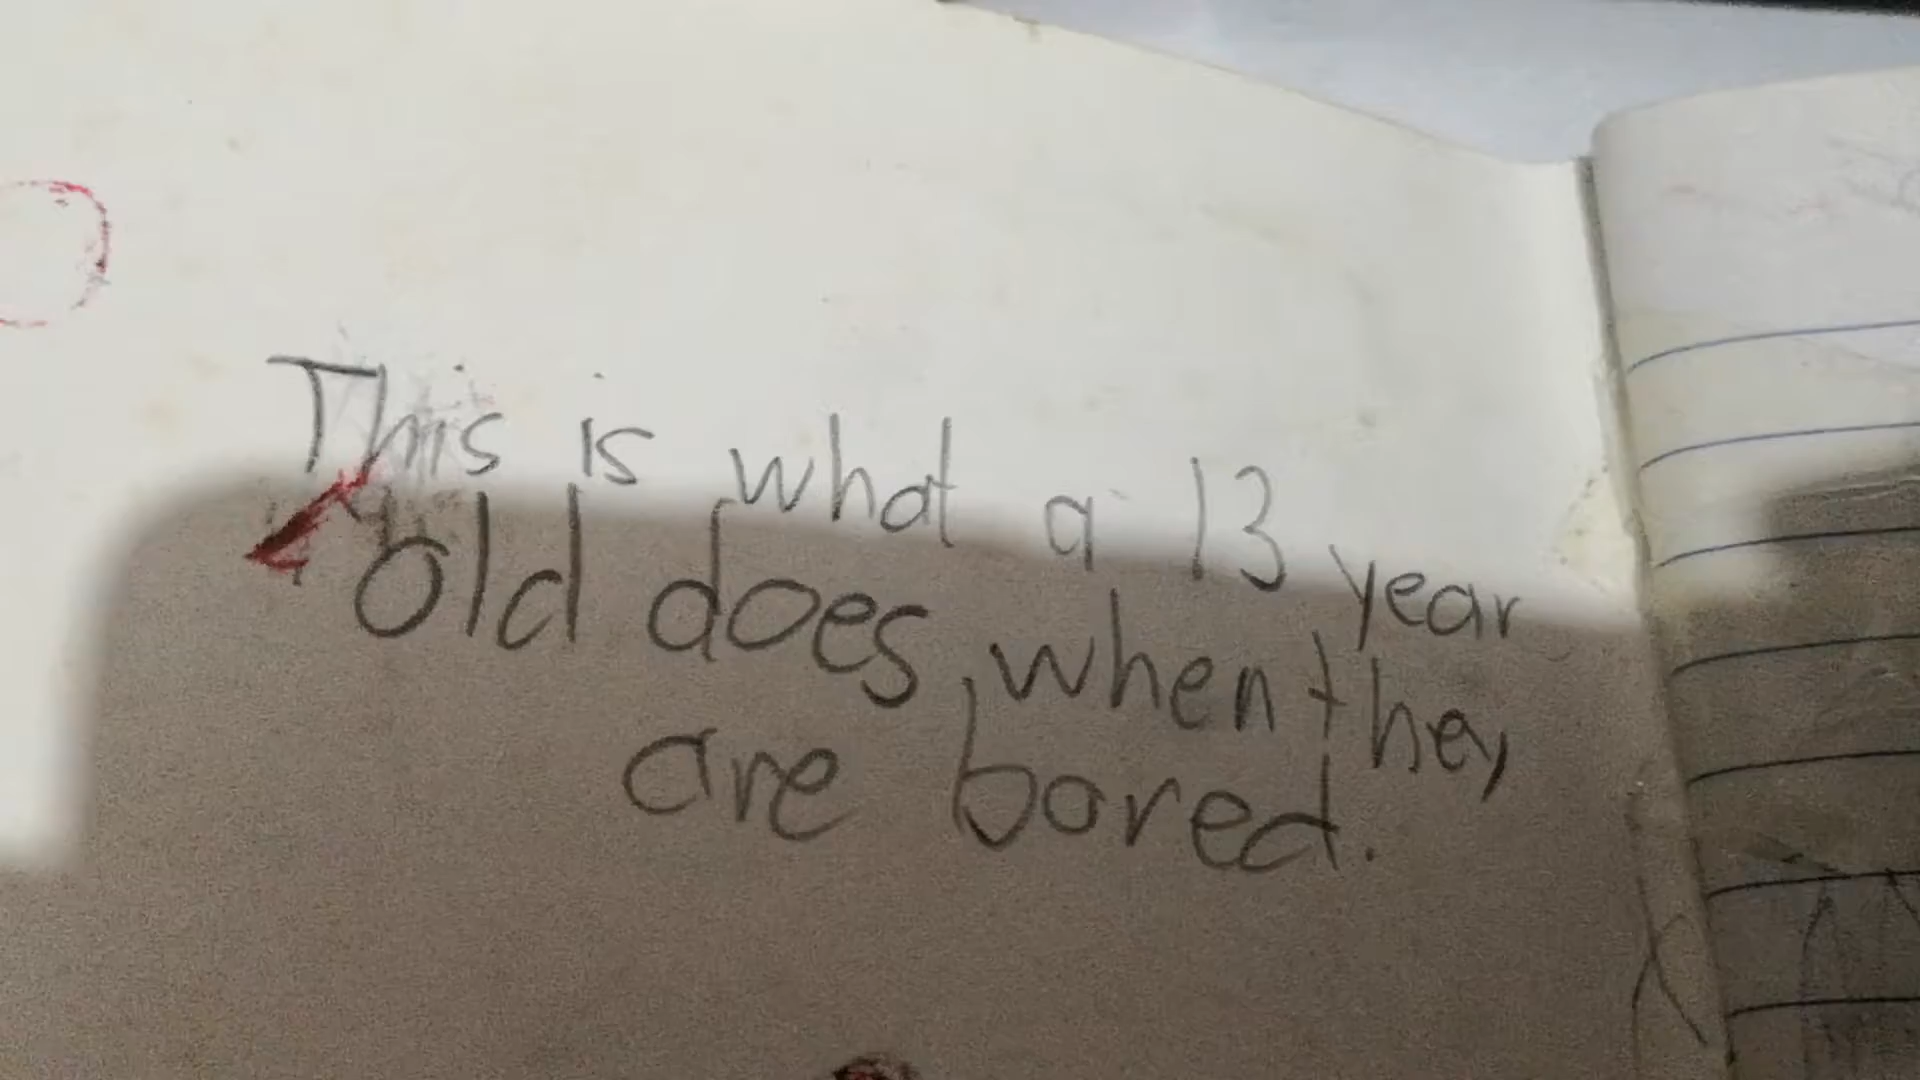 This is what a 13 year
old does, when they
are bored.